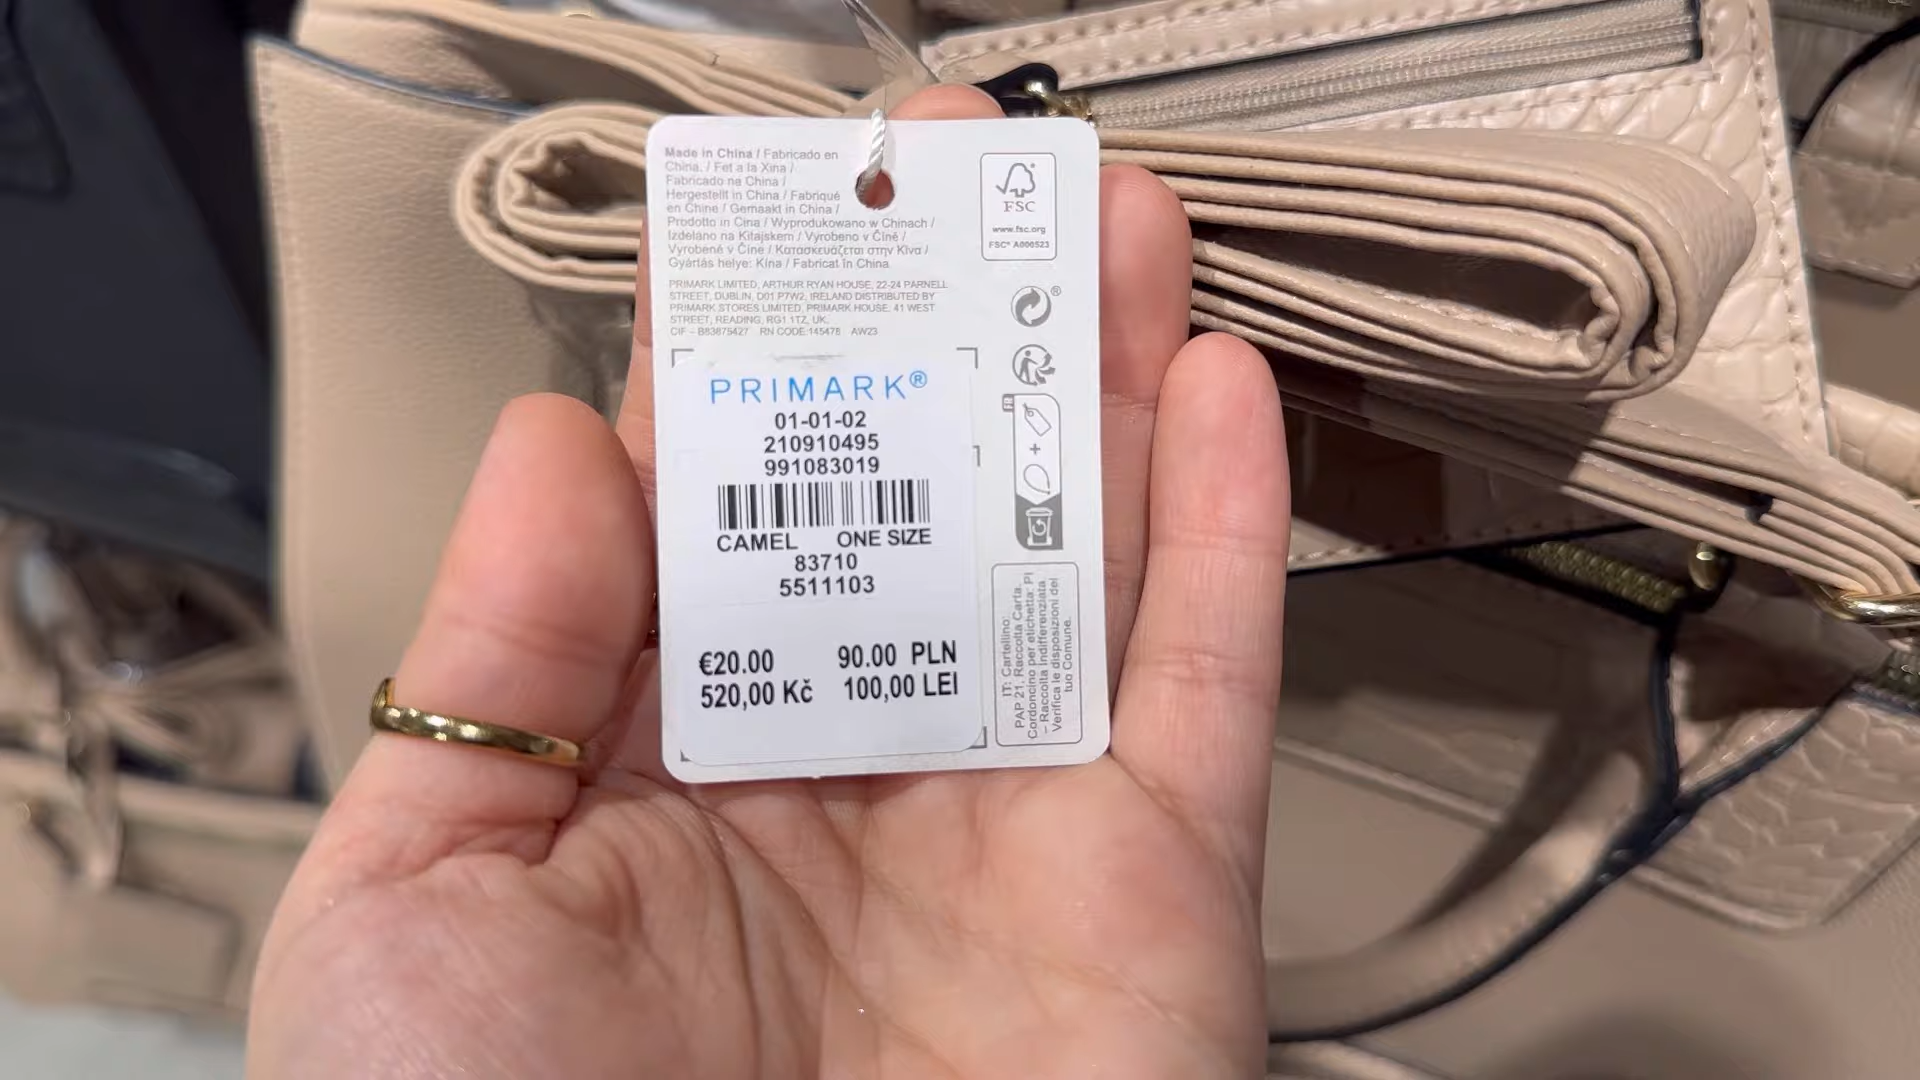 Made in China / Fabricado en
China. / Fet a la Xina /
Fabricado na China /
Hergestellt in China / Fabriqué
en Chine / Gemaakt in China /
Prodotto in Cina / Wyprodukowano w Chinach /
Izdelano na Kitajskem / Vyrobeno v Číně /
Vyrobené v Číne / Κατασκευάζεται στην Κίνα /
Gyártás helye: Kína / Fabricat în China
PRIMARK LIMITED, ARTHUR RYAN HOUSE, 22-24 PARNELL
STREET, DUBLIN, D01 P7W2, IRELAND DISTRIBUTED BY
PRIMARK STORES LIMITED, PRIMARK HOUSE, 41 WEST
STREET, READING, RG1 1TZ, UK.
CIF – B83875427 RN CODE:145478 AW23
FSC
www.fsc.org
FSC® A000523
PRIMARK®
01-01-02
210910495
991083019
CAMEL ONE SIZE
83710
5511103
€20.00 90.00 PLN
520,00 Kč 100,00 LEI
®
FR
+
IT: Cartellino:
PAP 21, Raccolta Carta.
Cordoncino per etichetta: Pl
– Raccolta Indifferenziata
Verifica le disposizioni del
tuo Comune.